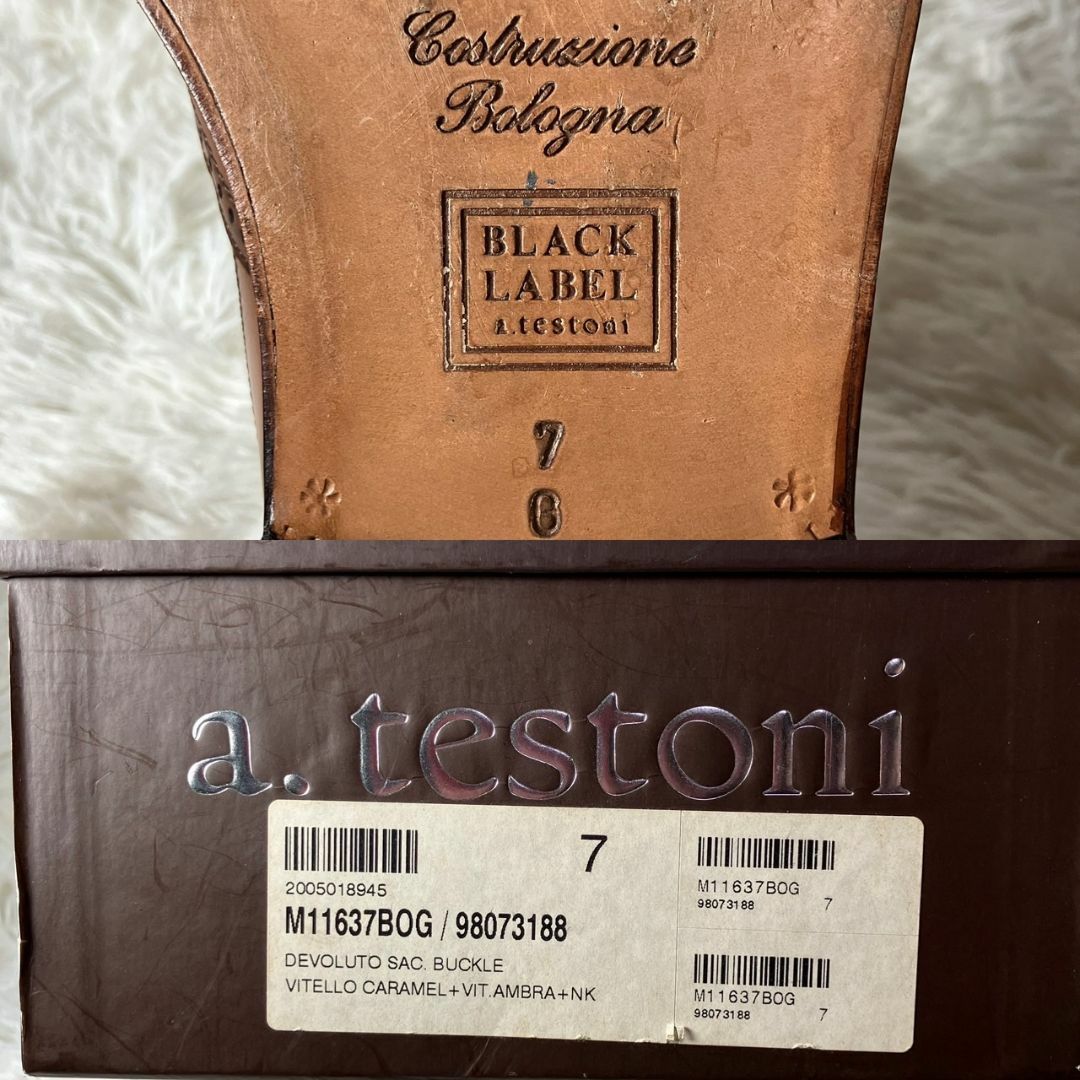 Costruzione
Bologna
BLACK
LABEL
a.testoni
7
G
a. testoni
7
2005018945
M11637BOG / 98073188
DEVOLUTO SAC. BUCKLE
VITELLO CARAMEL+VIT.AMBRA+NK
M11637BOG 7
98073188
M11637BOG 7
98073188